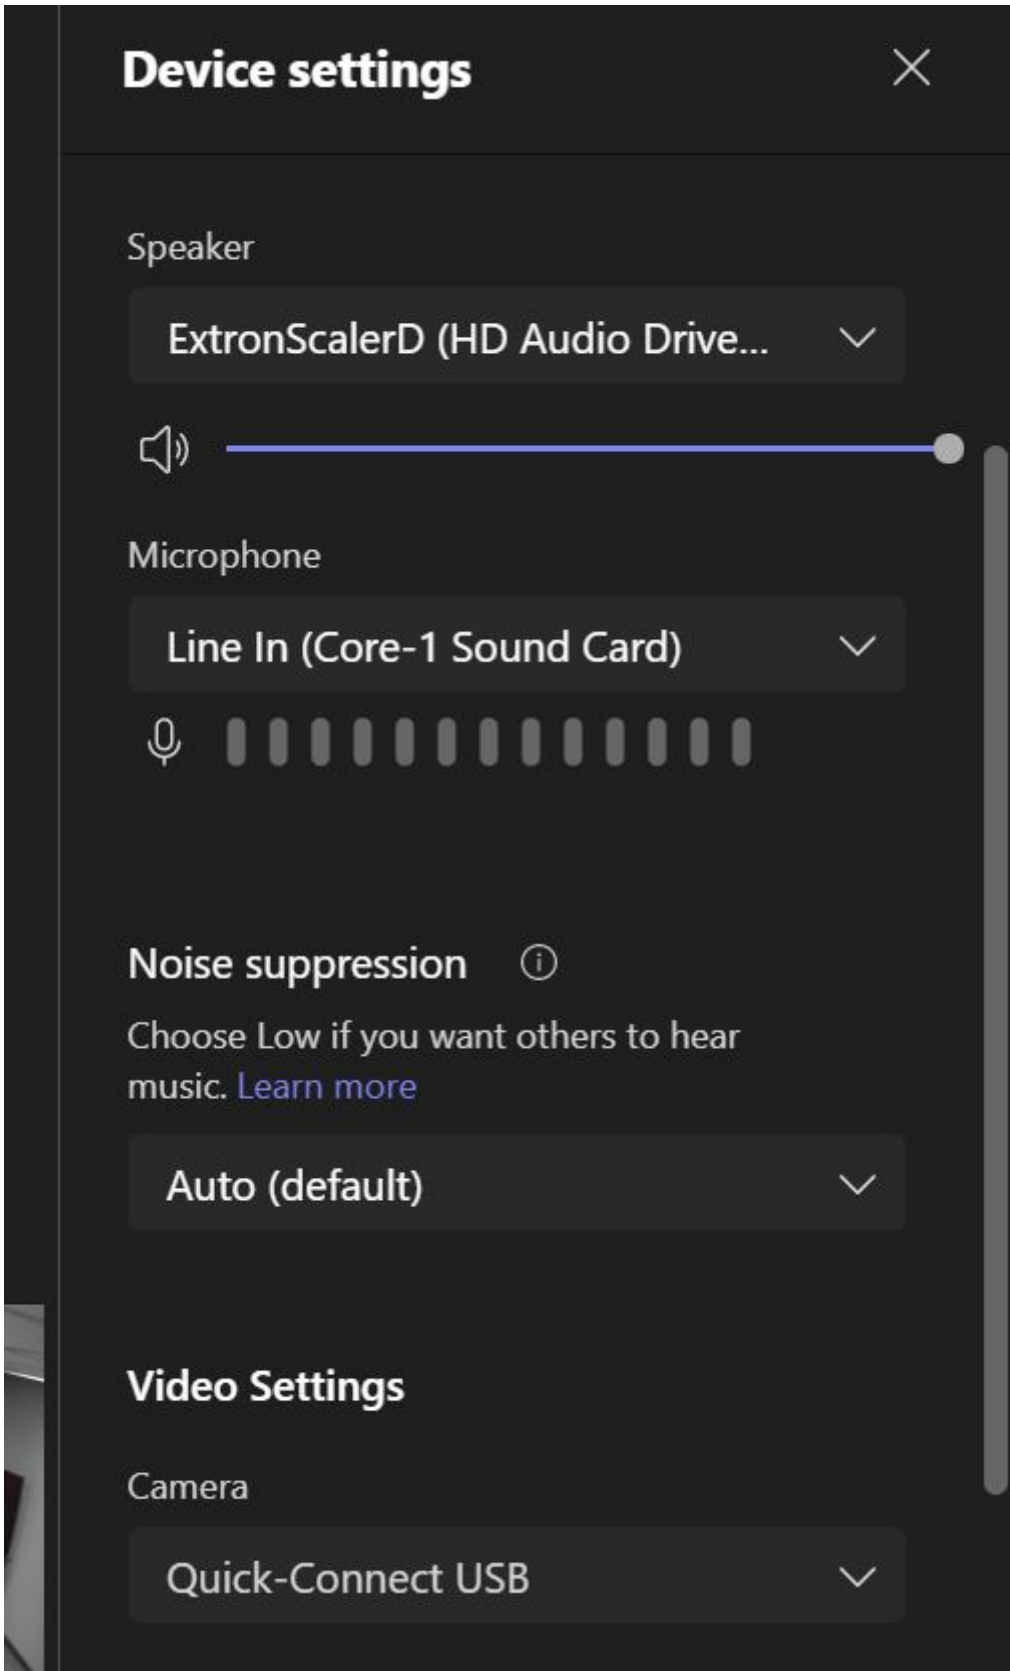 Device settings
Speaker
ExtronScalerD (HD Audio Drive...
Microphone
Line In (Core-1 Sound Card)
Noise suppression
Choose Low if you want others to hear
music. Learn more
Auto (default)
Video Settings
Camera
Quick-Connect USB